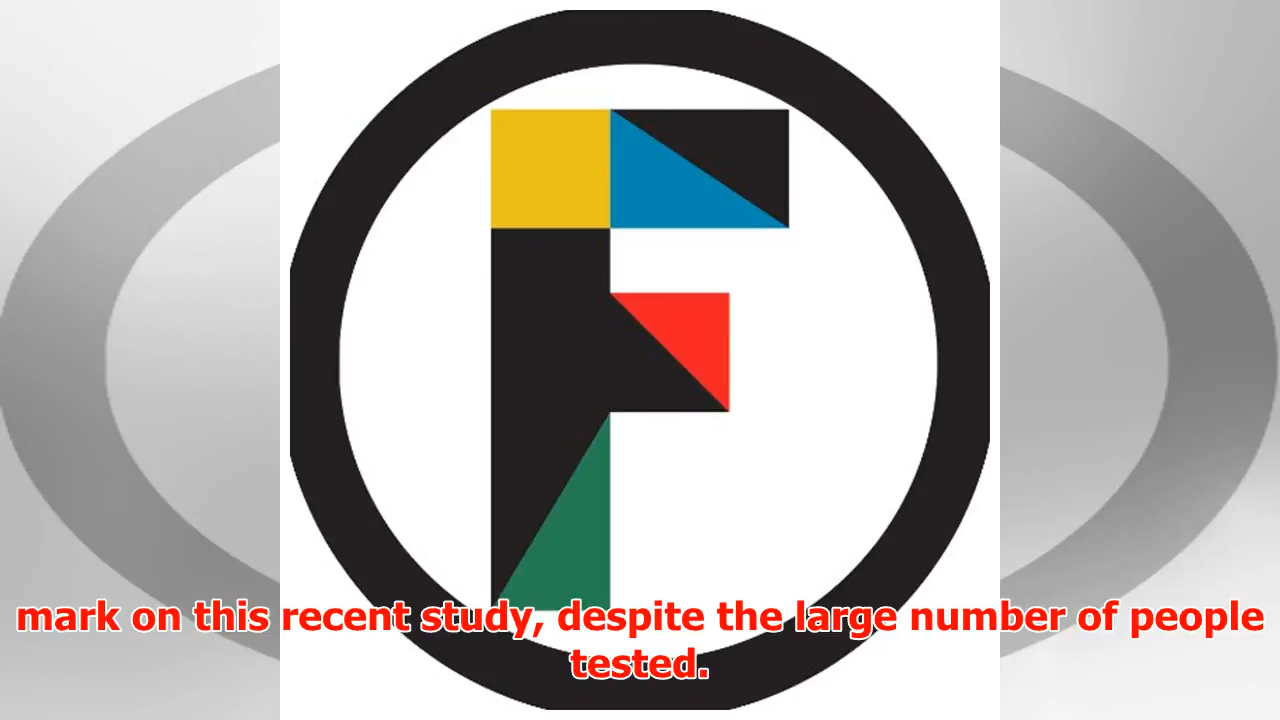 F
mark on this recent study, despite the large number of people
tested.